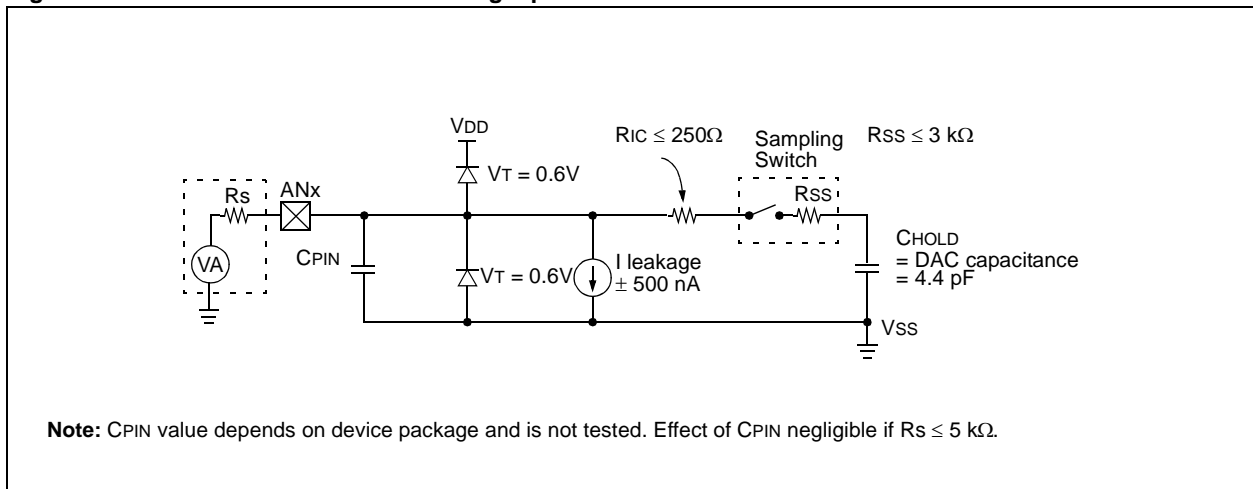 VDD
RIC ≤ 250Ω
Sampling
Switch
RSS ≤ 3 kΩ
VT = 0.6V
Rs
ANx
RSS
VA
CPIN
VT = 0.6V
I leakage
± 500 nA
CHOLD
= DAC capacitance
= 4.4 pF
VSS
Note: CPIN value depends on device package and is not tested. Effect of CPIN negligible if Rs ≤ 5 kΩ.